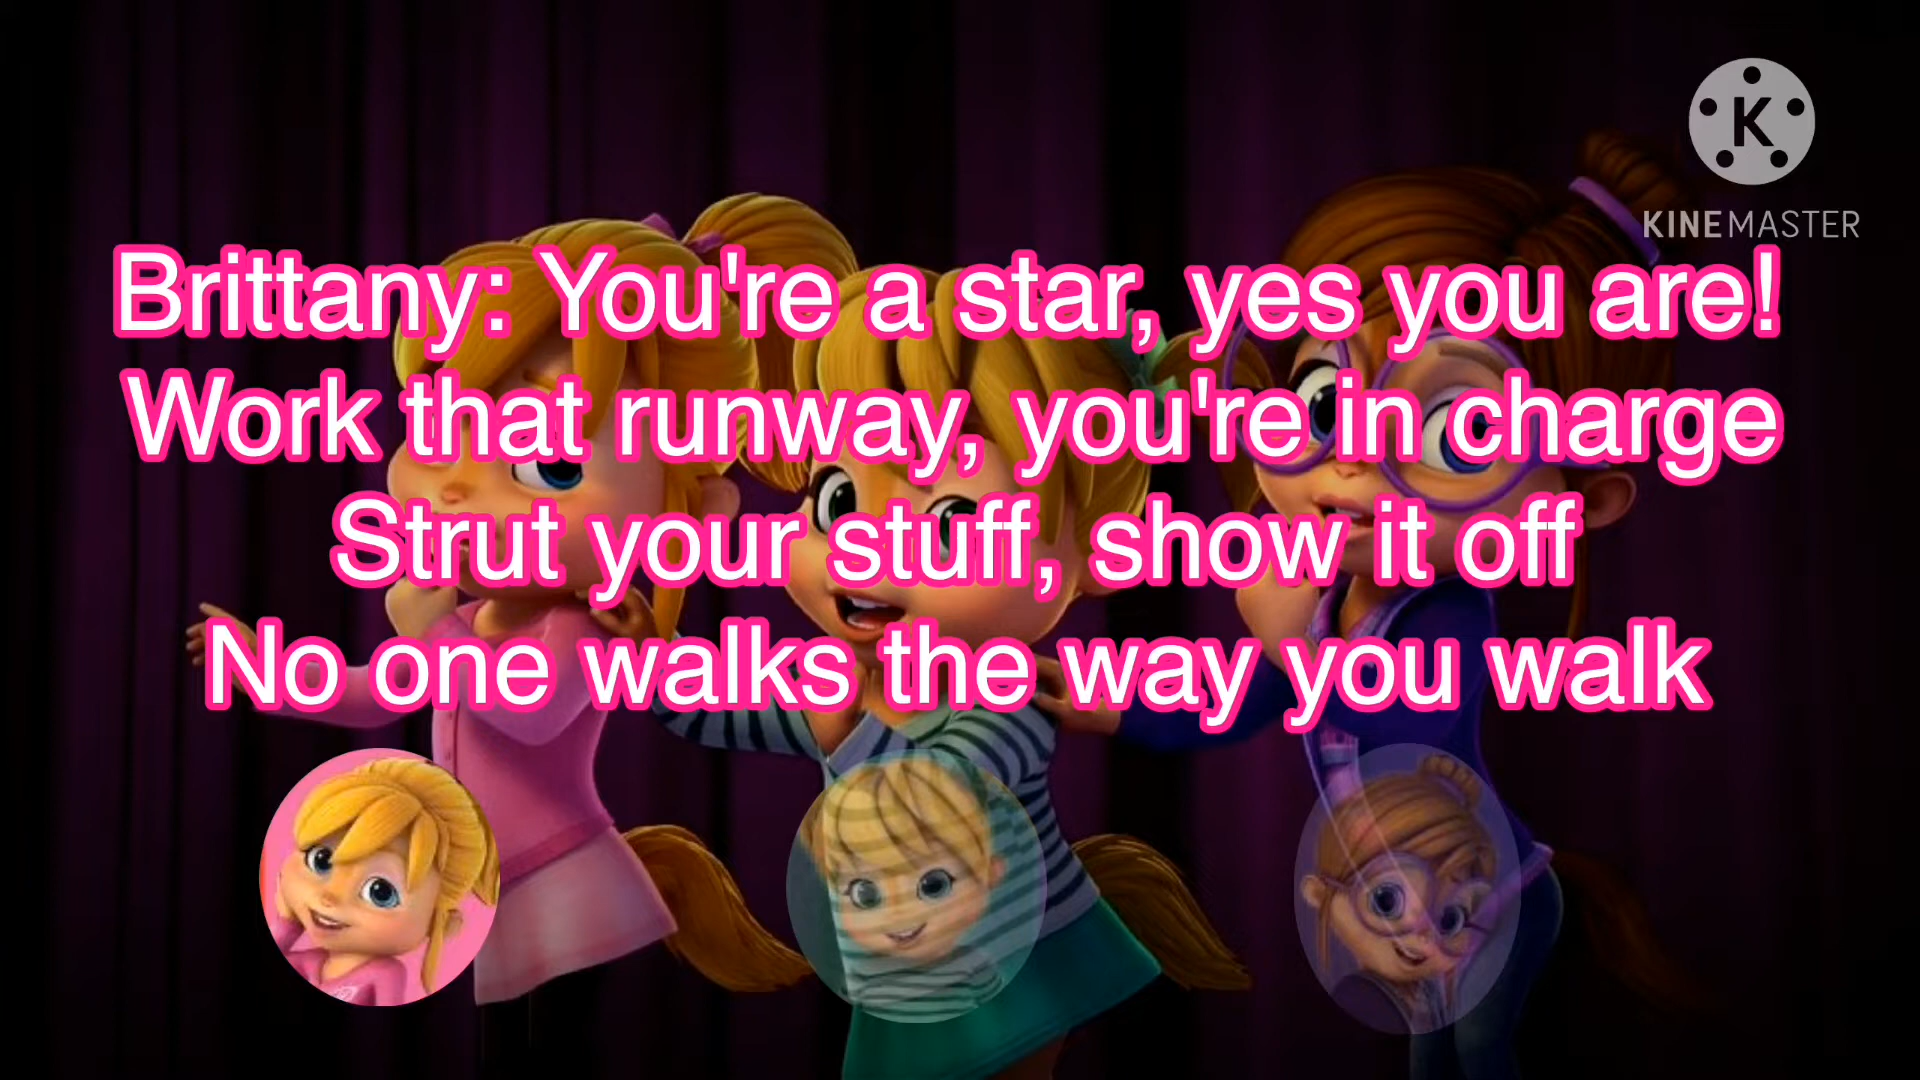 K
KINEMASTER
Brittany: You're a star, yes you are!
Work that runway, you're in charge
Strut your stuff, show it off
No one walks the way you walk